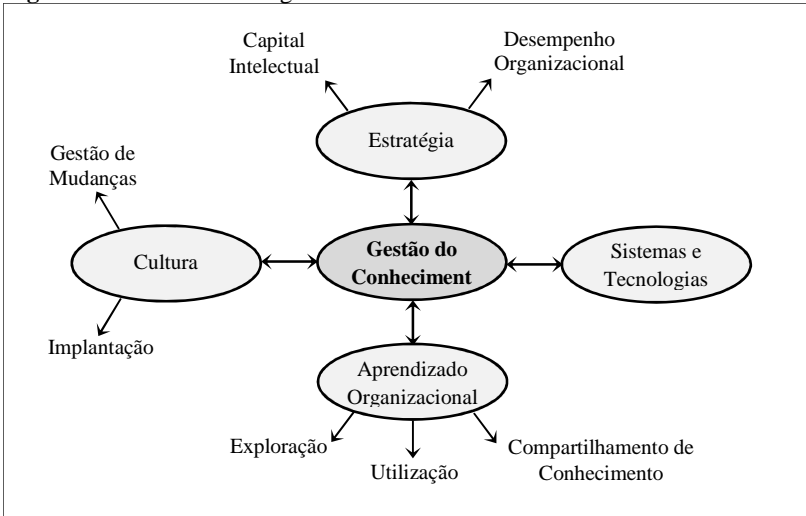 Capital
Intelectual
Desempenho
Organizacional
Estratégia
Gestão de
Mudanças
Cultura
Gestão do
Conheciment
Sistemas e
Tecnologias
Implantação
Aprendizado
Organizacional
Exploração
Utilização
Compartilhamento de
Conhecimento